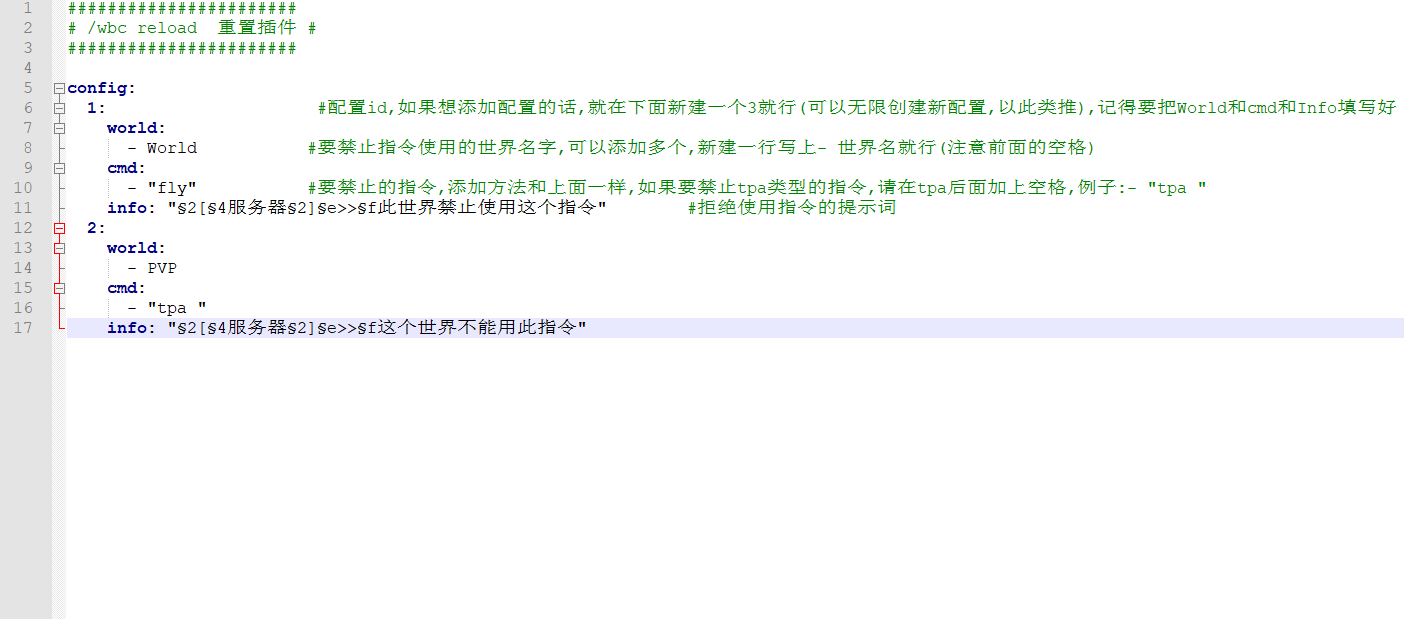 1 #######################
2 # /wbc reload  重置插件 #
3 #######################
4
5 config:
6   1:                     #配置id,如果想添加配置的话,就在下面新建一个3就行(可以无限创建新配置,以此类推),记得要把World和cmd和Info填写好
7     world:
8       - World           #要禁止指令使用的世界名字,可以添加多个,新建一行写上- 世界名就行(注意前面的空格)
9     cmd:
10       - "fly"           #要禁止的指令,添加方法和上面一样,如果要禁止tpa类型的指令,请在tpa后面加上空格,例子:- "tpa "
11     info: "§2[§4服务器§2]§e>>§f此世界禁止使用这个指令"        #拒绝使用指令的提示词
12   2:
13     world:
14       - PVP
15     cmd:
16       - "tpa "
17     info: "§2[§4服务器§2]§e>>§f这个世界不能用此指令"